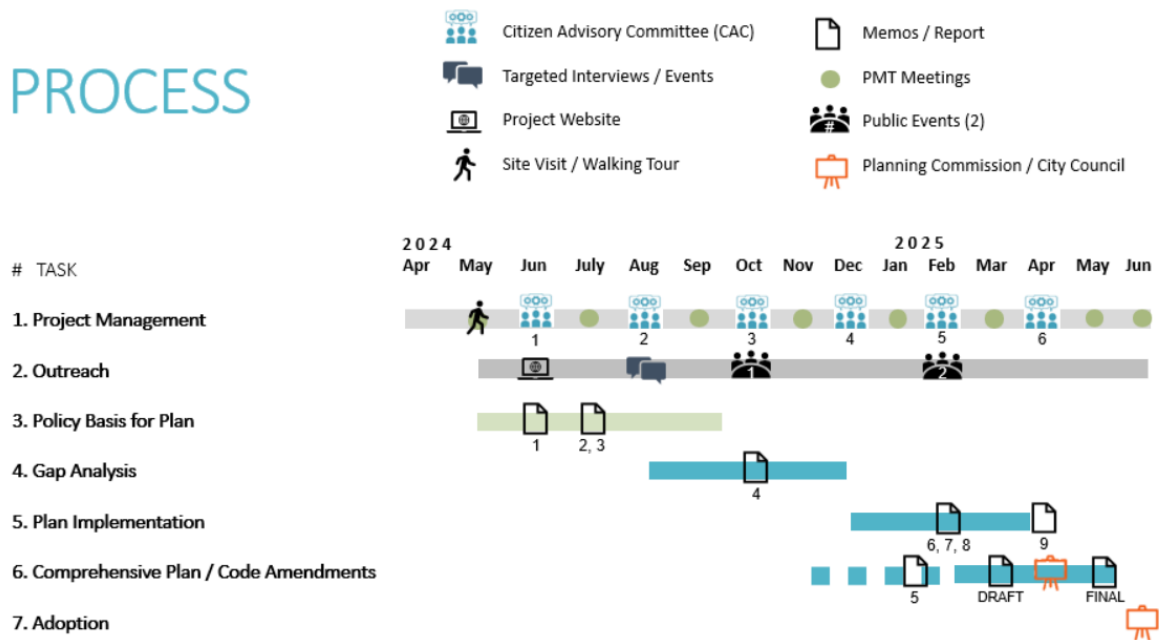 PROCESS
Citizen Advisory Committee (CAC)
Memos / Report
Targeted Interviews / Events
PMT Meetings
Project Website
#
Public Events (2)
Site Visit / Walking Tour
Planning Commission / City Council
2024 2025
# TASK Apr May Jun July Aug Sep Oct Nov Dec Jan Feb Mar Apr May Jun
1. Project Management
1 2 3 4 5 6
2. Outreach 1 2
3. Policy Basis for Plan
1 2, 3
4. Gap Analysis
4
5. Plan Implementation
6, 7, 8 9
6. Comprehensive Plan / Code Amendments
5 DRAFT FINAL
7. Adoption